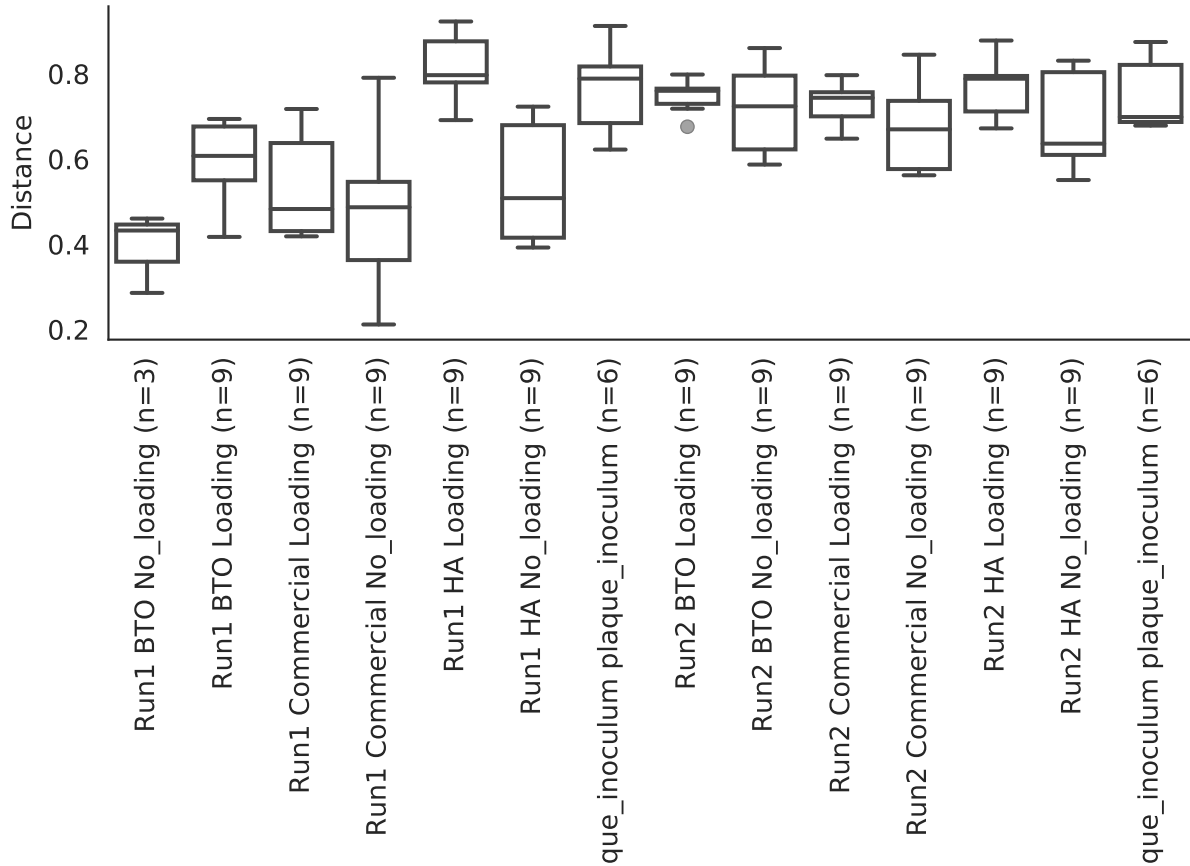 Distance
0.8
0.6
0.4
0.2
Run1 BTO No_loading (n=3)
Run1 BTO Loading (n=9)
Run1 Commercial Loading (n=9)
Run1 Commercial No_loading (n=9)
Run1 HA Loading (n=9)
Run1 HA No_loading (n=9)
que_inoculum plaque_inoculum (n=6)
Run2 BTO Loading (n=9)
Run2 BTO No_loading (n=9)
Run2 Commercial Loading (n=9)
Run2 Commercial No_loading (n=9)
Run2 HA Loading (n=9)
Run2 HA No_loading (n=9)
que_inoculum plaque_inoculum (n=6)